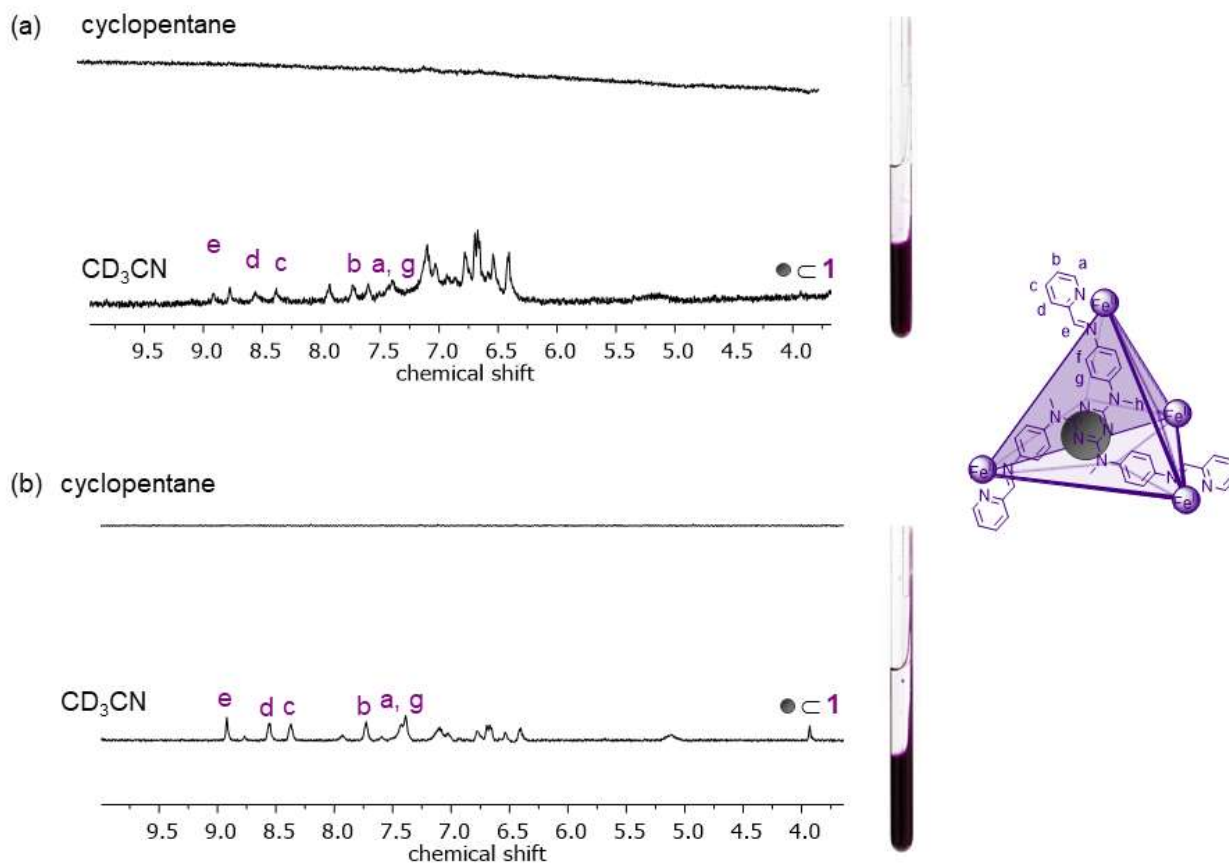 (a) cyclopentane
CD₃CN
e
d
c
b
a, g
● ⊂ 1
9.5 9.0 8.5 8.0 7.5 7.0 6.5 6.0 5.5 5.0 4.5 4.0
chemical shift
(b) cyclopentane
CD₃CN
e
d
c
b
a, g
● ⊂ 1
9.0 8.5 8.0 7.5 7.0 6.5 6.0 5.5 5.0 4.5 4.0
chemical shift
b
a
c
N
d
Fe
e
N
f
g
N
h
N
N
N
N
N
Fe
Fe
N
N
N
N
N
N
Fe